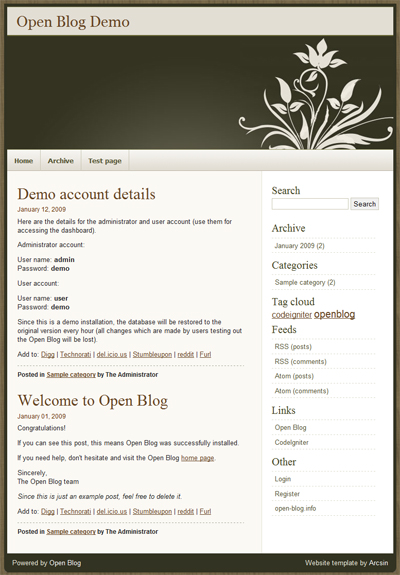 Open Blog Demo
Home
Archive
Test page
Demo account details
January 12, 2009
Here are the details for the administrator and user account (use them for
accessing the dashboard).
Administrator account:
User name: admin
Password: demo
User account:
User name: user
Password: demo
Since this is a demo installation, the database will be restored to the
original version every hour (all changes which are made by users testing out
the Open Blog will be lost).
Add to: Digg | Technorati | del.icio.us | Stumbleupon | reddit | Furl
Posted in Sample category by The Administrator
Welcome to Open Blog
January 01, 2009
Congratulations!
If you can see this post, this means Open Blog was successfully installed.
If you need help, don't hesitate and visit the Open Blog home page.
Sincerely,
The Open Blog team
Since this is just an example post, feel free to delete it.
Add to: Digg | Technorati | del.icio.us | Stumbleupon | reddit | Furl
Posted in Sample category by The Administrator
Search
Search
Archive
January 2009 (2)
Categories
Sample category (2)
Tag cloud
codeigniter openblog
Feeds
RSS (posts)
RSS (comments)
Atom (posts)
Atom (comments)
Links
Open Blog
CodeIgniter
Other
Login
Register
open-blog.info
Powered by Open Blog
Website template by Arcsin